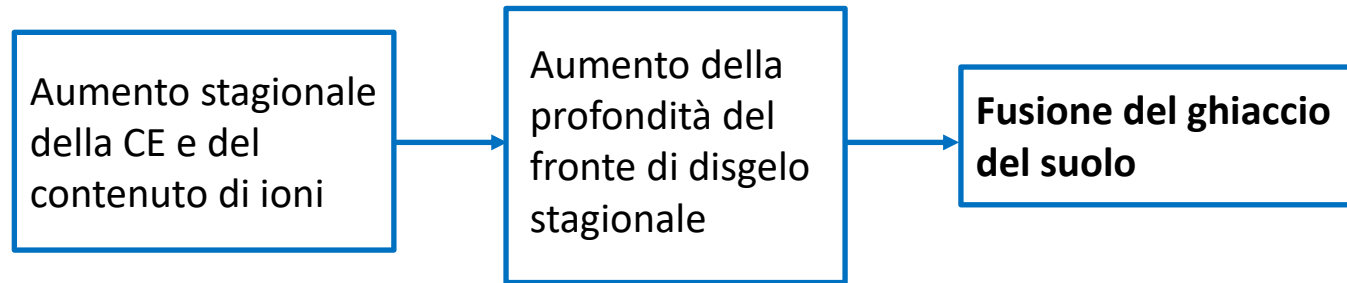 Aumento stagionale
della CE e del
contenuto di ioni
Aumento della
profondità del
fronte di disgelo
stagionale
Fusione del ghiaccio
del suolo